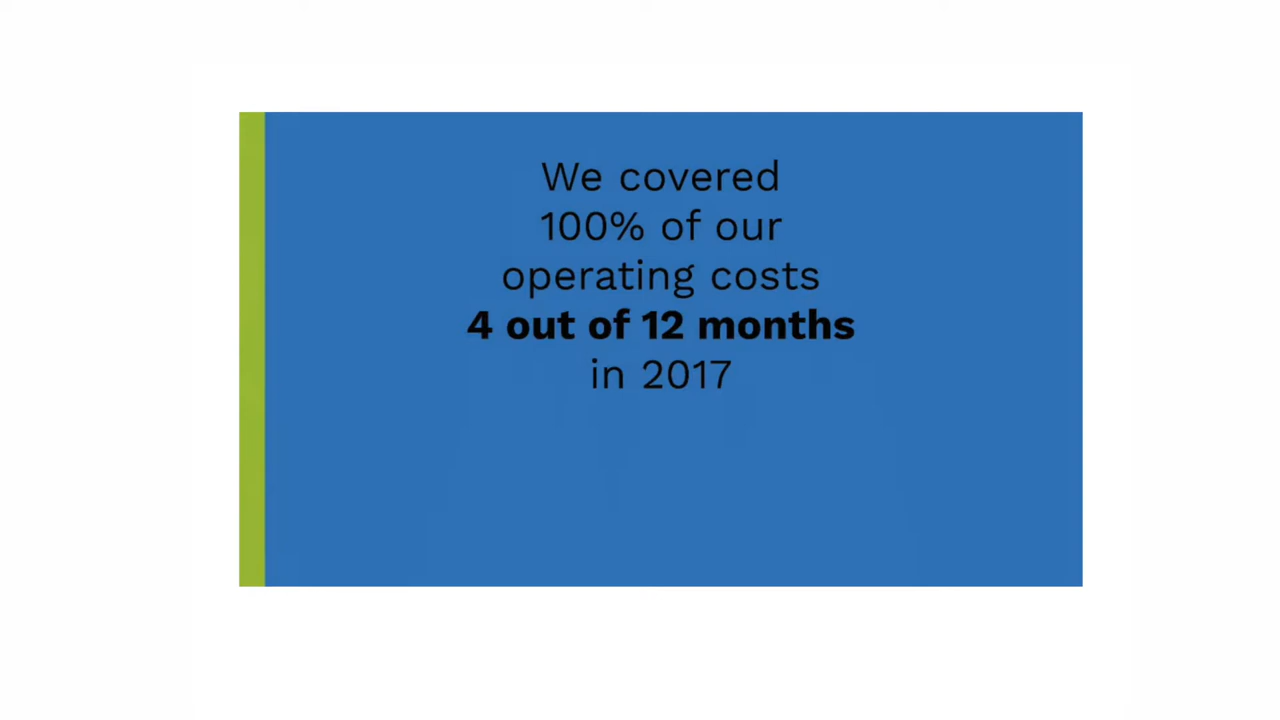 We covered
100% of our
operating costs
4 out of 12 months
in 2017